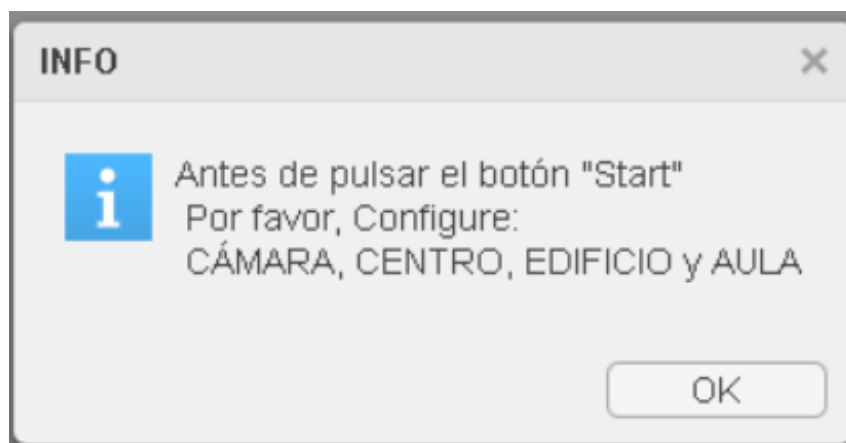 INFO
Antes de pulsar el botón "Start"
Por favor, Configure:
CÁMARA, CENTRO, EDIFICIO y AULA
OK